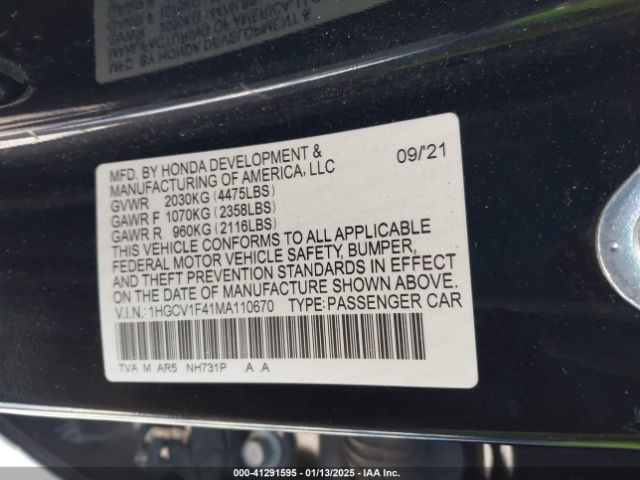 MFD. BY HONDA DEVELOPMENT & 09/'21
MANUFACTURING OF AMERICA, LLC
GVWR 2030KG (4475LBS)
GAWR F 1070KG (2358LBS)
GAWR R 960KG (2116LBS)
THIS VEHICLE CONFORMS TO ALL APPLICABLE
FEDERAL MOTOR VEHICLE SAFETY, BUMPER,
AND THEFT PREVENTION STANDARDS IN EFFECT
ON THE DATE OF MANUFACTURE SHOWN ABOVE.
V.I.N.: 1HGCV1F41MA110670 TYPE: PASSENGER CAR
TVA M AR5 NH731P .A .A
000-41291595 — 01/13/2025 — IAA Inc.